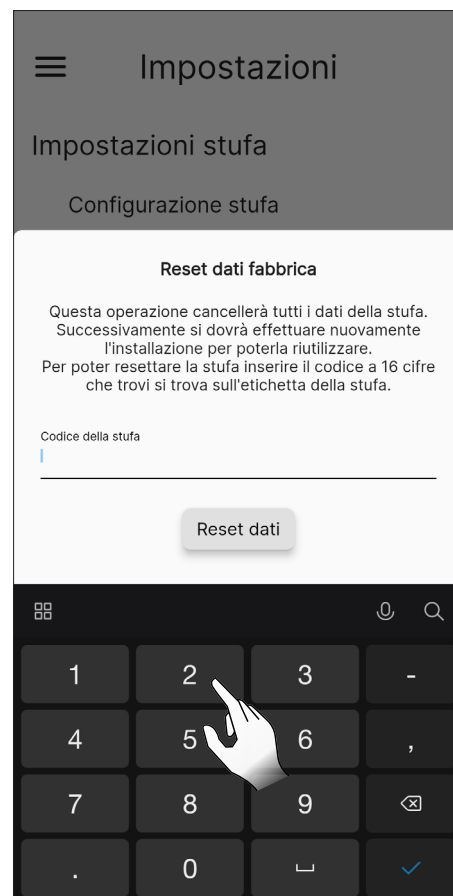 Impostazioni
Impostazioni stufa
Configurazione stufa
Reset dati fabbrica
Questa operazione cancellerà tutti i dati della stufa.
Successivamente si dovrà effettuare nuovamente
l'installazione per poterla riutilizzare.
Per poter resettare la stufa inserire il codice a 16 cifre
che trovi si trova sull'etichetta della stufa.
Codice della stufa
Reset dati
1 2 3 -
4 5 6 ,
7 8 9
. 0